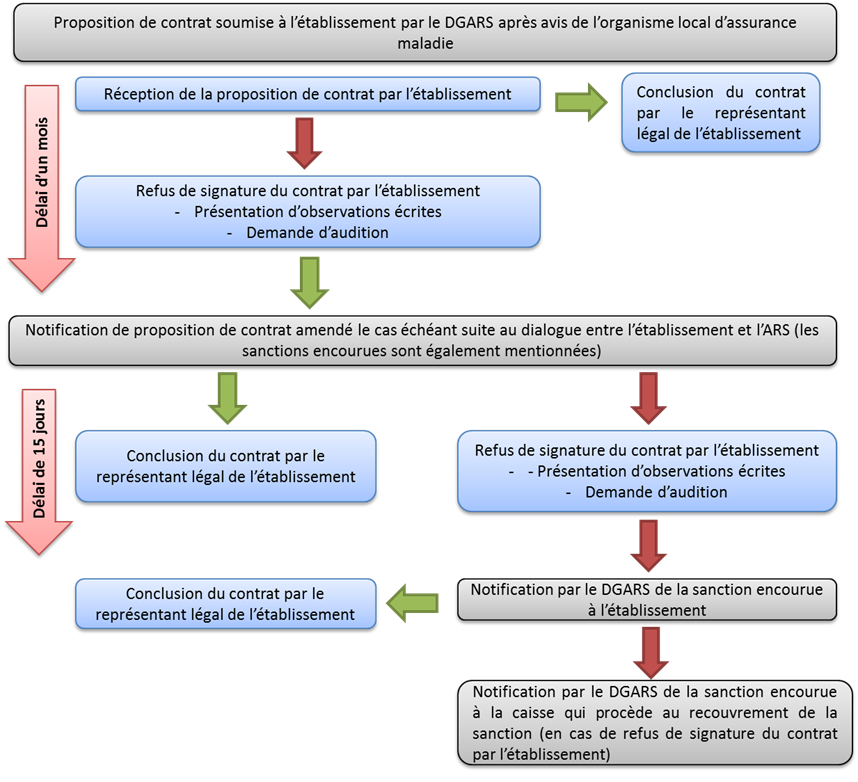 Proposition de contrat soumise à l’établissement par le DGARS après avis de l’organisme local d’assurance
maladie
Délai d’un mois
Réception de la proposition de contrat par l’établissement
Conclusion du contrat
par le représentant
légal de l’établissement
Refus de signature du contrat par l’établissement
- Présentation d’observations écrites
- Demande d’audition
Notification de proposition de contrat amendé le cas échéant suite au dialogue entre l’établissement et l’ARS (les
sanctions encourues sont également mentionnées)
Délai de 15 jours
Conclusion du contrat par le
représentant légal de l’établissement
Refus de signature du contrat par l’établissement
- - Présentation d’observations écrites
- Demande d’audition
Conclusion du contrat par le
représentant légal de l’établissement
Notification par le DGARS de la sanction encourue
à l’établissement
Notification par le DGARS de la sanction encourue
à la caisse qui procède au recouvrement de la
sanction (en cas de refus de signature du contrat
par l’établissement)